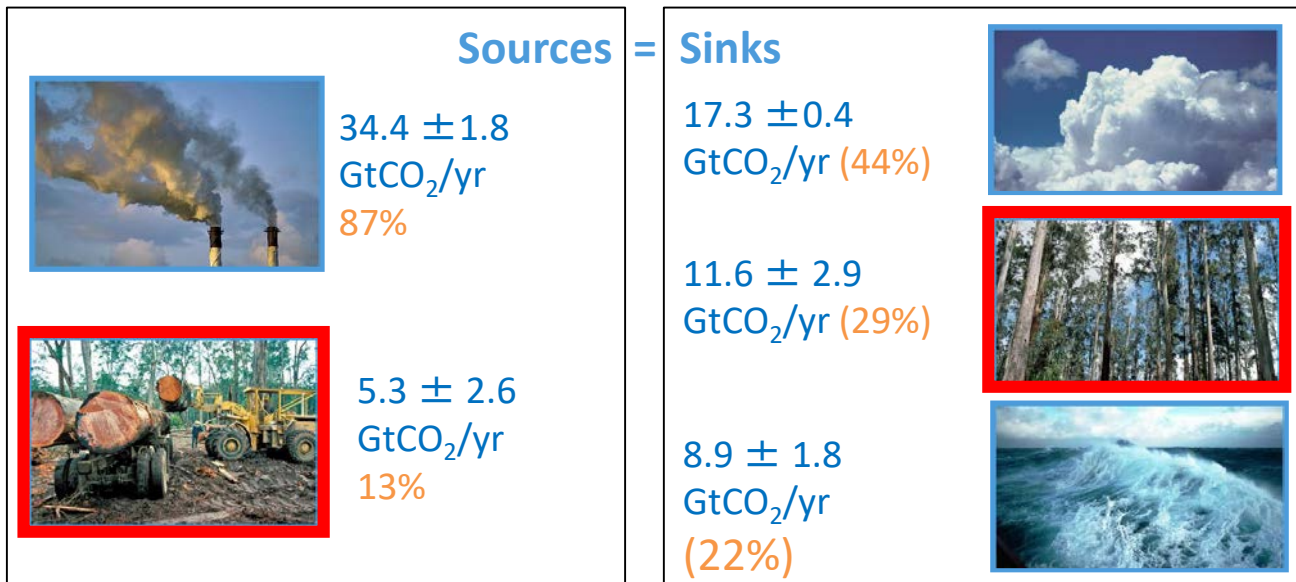 Sources = Sinks
34.4 ±1.8
GtCO₂/yr
87%
5.3 ± 2.6
GtCO₂/yr
13%
17.3 ±0.4
GtCO₂/yr (44%)
11.6 ± 2.9
GtCO₂/yr (29%)
8.9 ± 1.8
GtCO₂/yr
(22%)